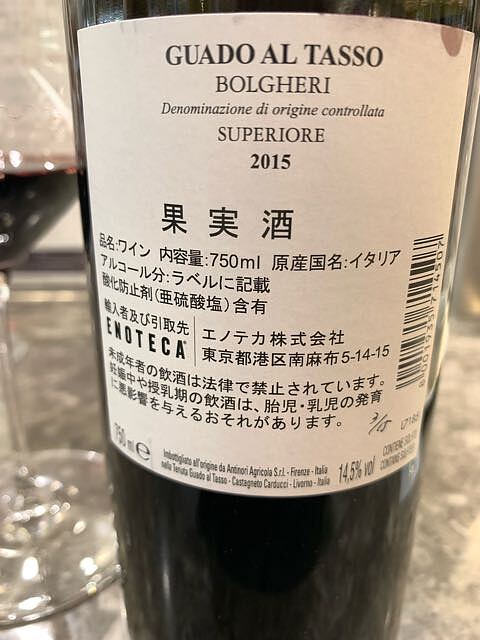 GUADO AL TASSO
BOLGHERI
Denominazione di origine controllata
SUPERIORE
2015
果実酒
品名:ワイン 内容量:750ml 原産国名:イタリア
アルコール分:ラベルに記載
酸化防止剤(亜硫酸塩)含有
輸入者及び引取先
ENOTECA
エノテカ株式会社
東京都港区南麻布5-14-15
未成年者の飲酒は法律で禁止されています。
妊娠中や授乳期の飲酒は、胎児・乳児の発育
に悪影響を与えるおそれがあります。
750 ml e
Imbottigliato all'origine da Antinori Agricola S.r.l. - Firenze - Italia
nella Tenuta Guado al Tasso - Castagneto Carducci - Livorno - Italia
14,5% vol